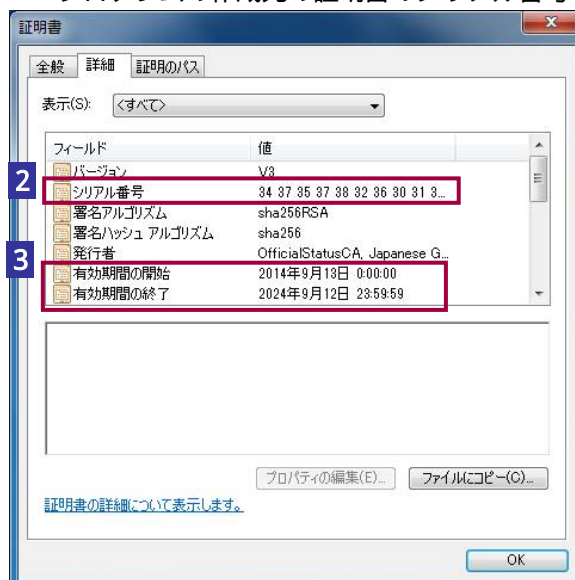 証明書
全般 詳細 証明のパス
表示(S): <すべて>
フィールド 値
バージョン V3
2 シリアル番号 34 37 35 37 38 32 36 30 31 3...
署名アルゴリズム sha256RSA
署名ハッシュ アルゴリズム sha256
発行者 OfficialStatusCA, Japanese G...
3 有効期間の開始 2014年9月13日 0:00:00
有効期間の終了 2024年9月12日 23:59:59
プロパティの編集(E)... ファイルにコピー(C)...
証明書の詳細について表示します。
OK